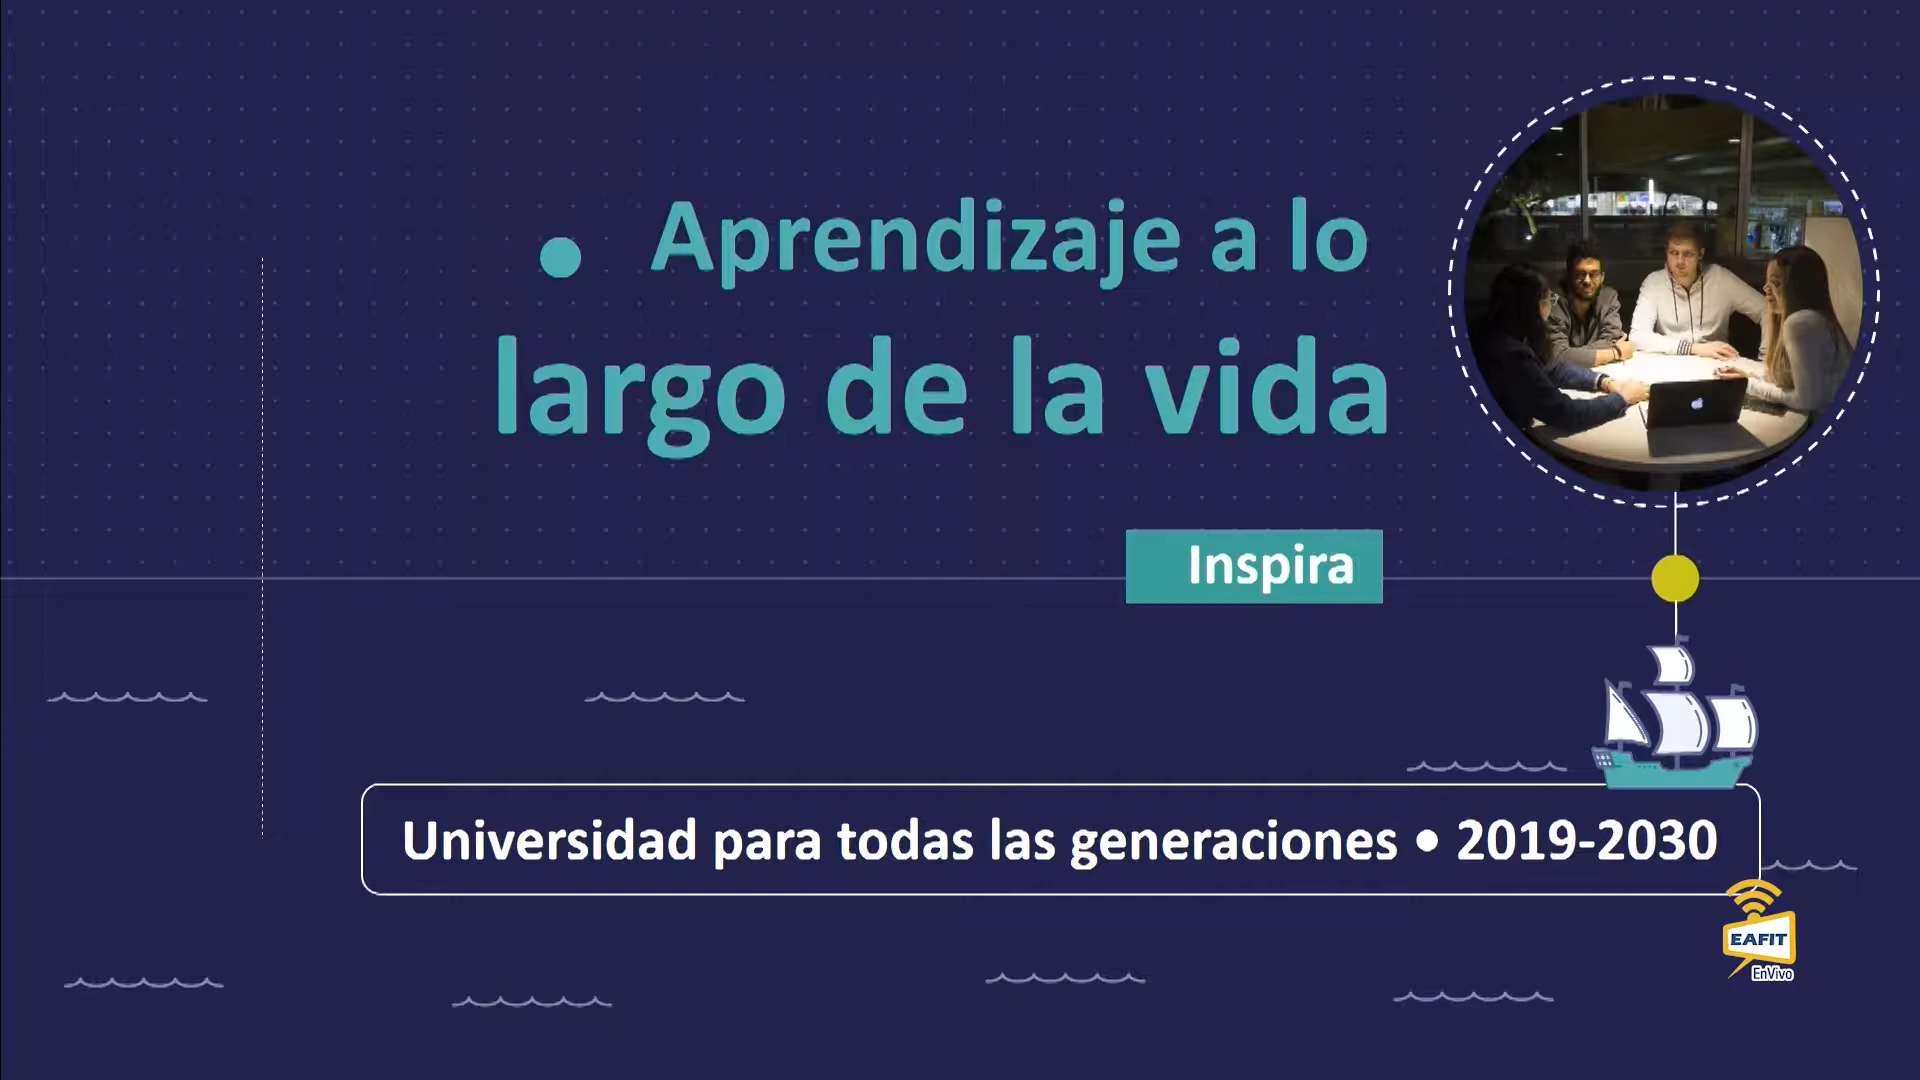 • Aprendizaje a lo
largo de la vida
Inspira
Universidad para todas las generaciones • 2019-2030
EAFIT
EnVivo